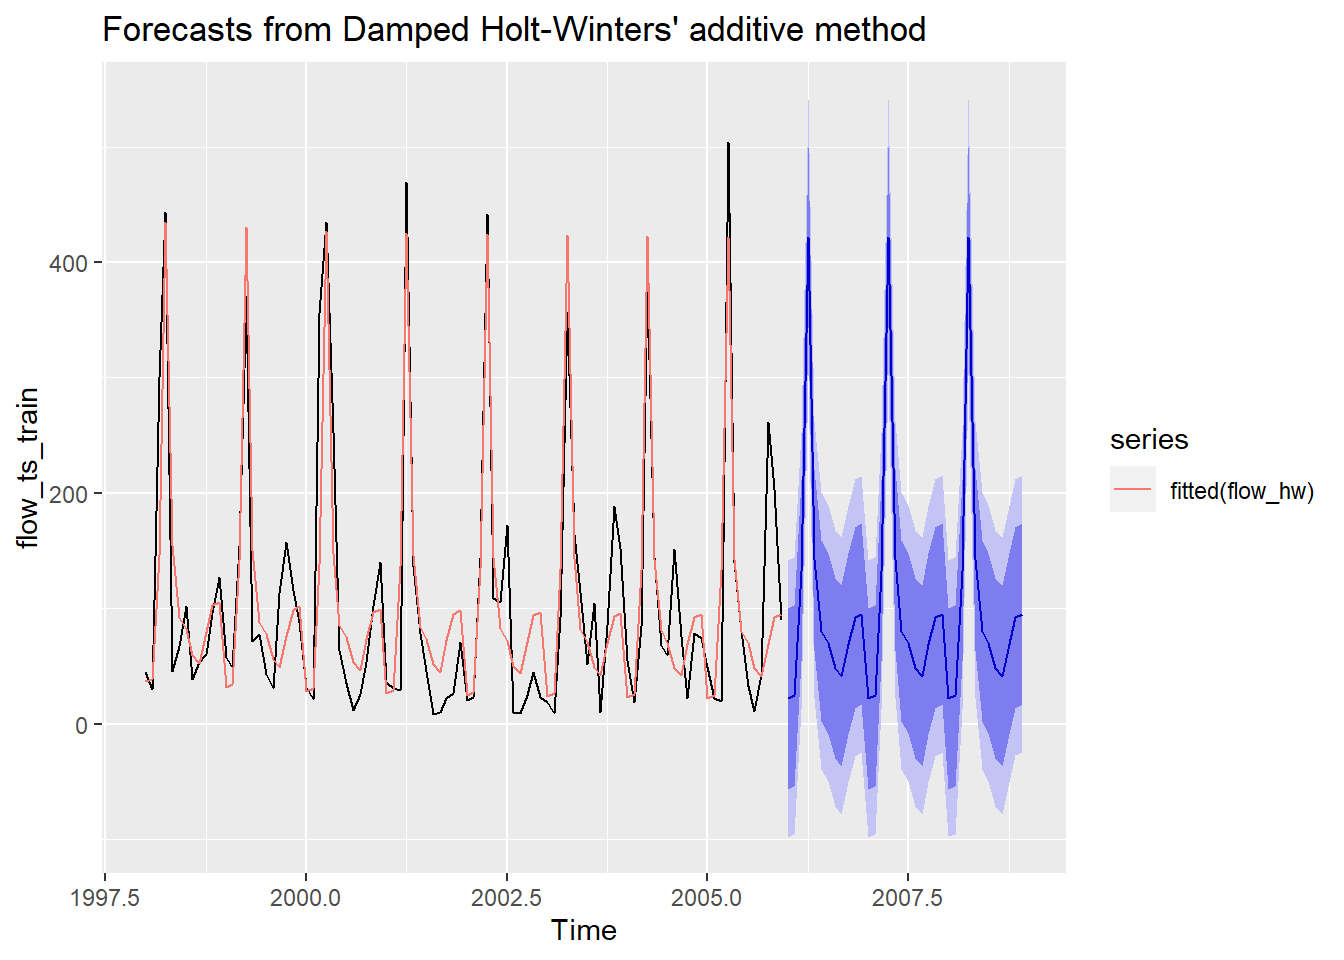 Forecasts from Damped Holt-Winters' additive method
flow_ts_train
400
200
0
1997.5
2000.0
2002.5
2005.0
2007.5
Time
series
fitted(flow_hw)